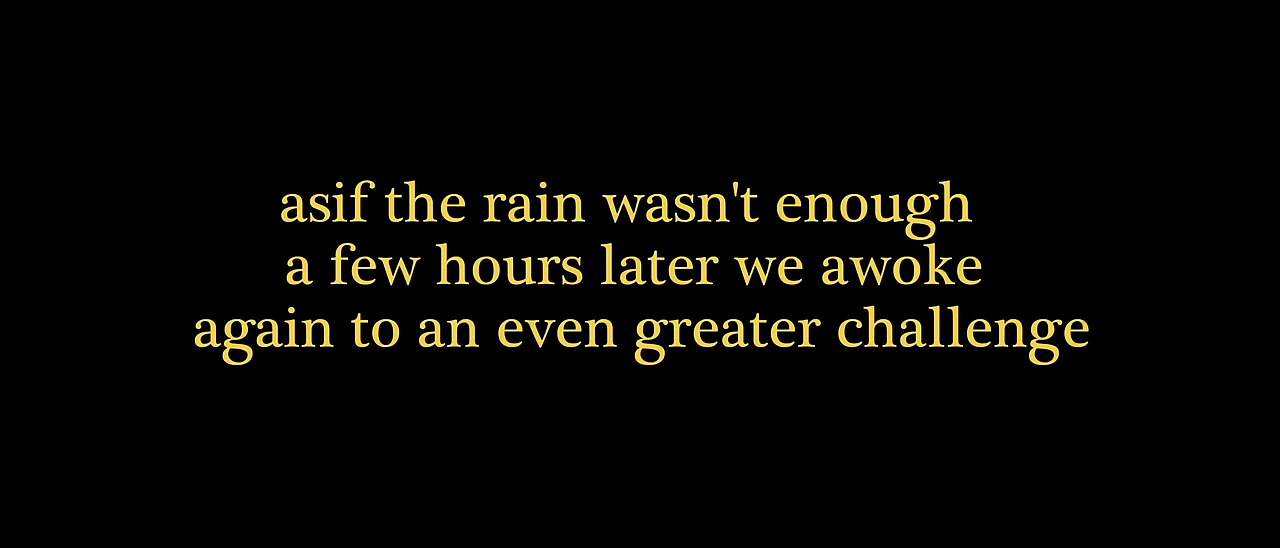 asif the rain wasn't enough
a few hours later we awoke
again to an even greater challenge